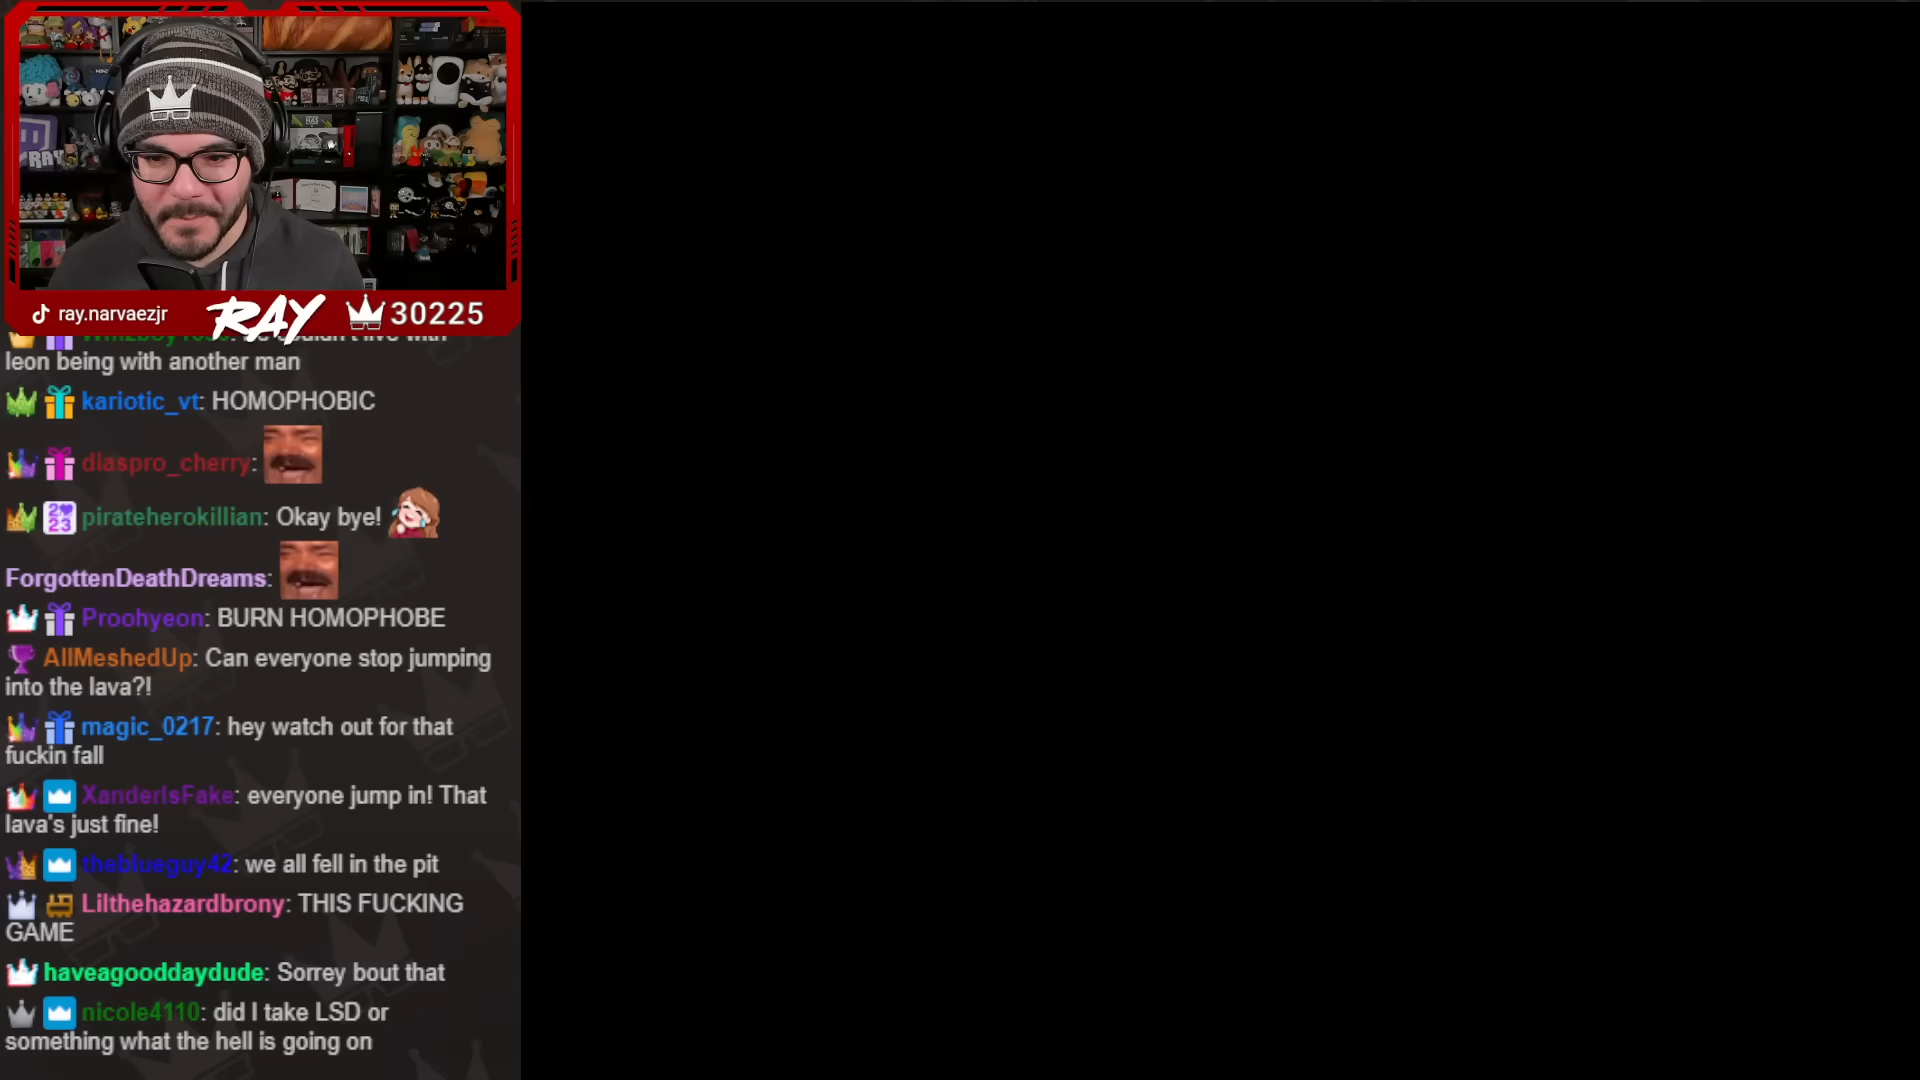 ray.narvaezjr
RAY
30225
leon being with another man
kariotic_vt: HOMOPHOBIC
diaspro_cherry:
pirateherokillian: Okay bye!
ForgottenDeathDreams:
Proohyeon: BURN HOMOPHOBE
AllMeshedUp: Can everyone stop jumping
into the lava?!
magic_0217: hey watch out for that
fuckin fall
XanderIsFake: everyone jump in! That
lava's just fine!
theblueguy42: we all fell in the pit
Lilthehazardbrony: THIS FUCKING
GAME
haveagooddaydude: Sorrey bout that
nicole4110: did I take LSD or
something what the hell is going on